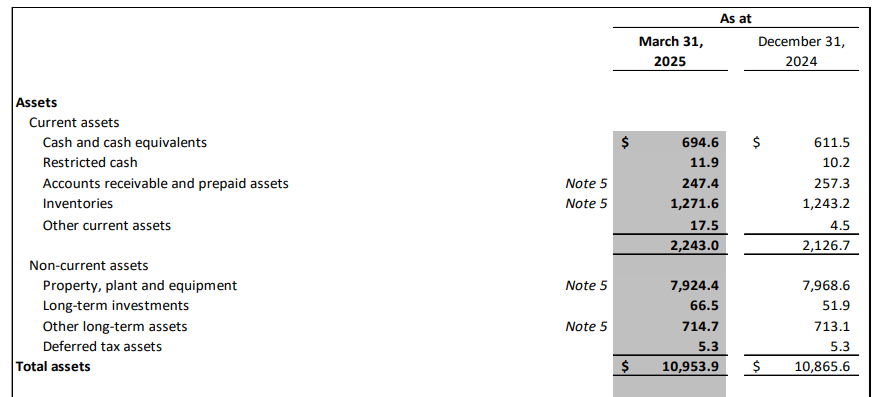 As at
March 31, December 31,
2025 2024
Assets
Current assets
Cash and cash equivalents $ 694.6 $ 611.5
Restricted cash 11.9 10.2
Accounts receivable and prepaid assets Note 5 247.4 257.3
Inventories Note 5 1,271.6 1,243.2
Other current assets 17.5 4.5
2,243.0 2,126.7
Non-current assets
Property, plant and equipment Note 5 7,924.4 7,968.6
Long-term investments 66.5 51.9
Other long-term assets Note 5 714.7 713.1
Deferred tax assets 5.3 5.3
Total assets $ 10,953.9 $ 10,865.6